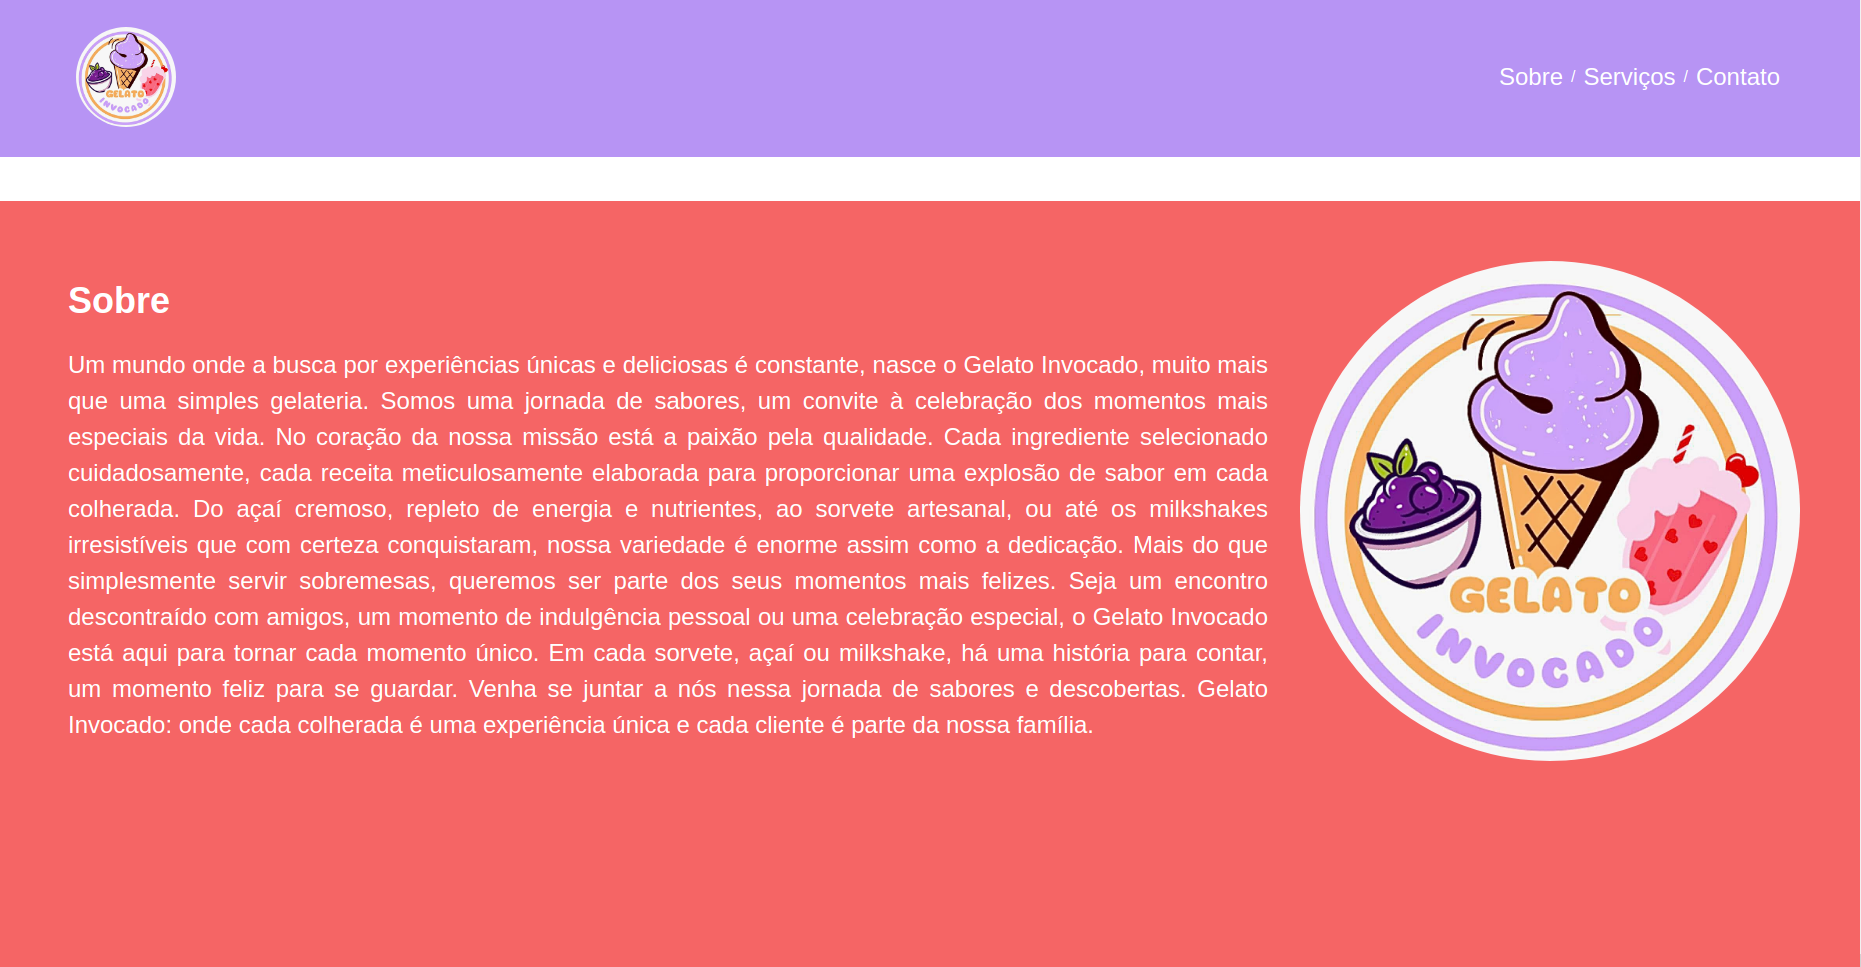 GELATO
INVOCADO
Sobre / Serviços / Contato
Sobre
Um mundo onde a busca por experiências únicas e deliciosas é constante, nasce o Gelato Invocado, muito mais
que uma simples gelateria. Somos uma jornada de sabores, um convite à celebração dos momentos mais
especiais da vida. No coração da nossa missão está a paixão pela qualidade. Cada ingrediente selecionado
cuidadosamente, cada receita meticulosamente elaborada para proporcionar uma explosão de sabor em cada
colherada. Do açaí cremoso, repleto de energia e nutrientes, ao sorvete artesanal, ou até os milkshakes
irresistíveis que com certeza conquistaram, nossa variedade é enorme assim como a dedicação. Mais do que
simplesmente servir sobremesas, queremos ser parte dos seus momentos mais felizes. Seja um encontro
descontraído com amigos, um momento de indulgência pessoal ou uma celebração especial, o Gelato Invocado
está aqui para tornar cada momento único. Em cada sorvete, açaí ou milkshake, há uma história para contar,
um momento feliz para se guardar. Venha se juntar a nós nessa jornada de sabores e descobertas. Gelato
Invocado: onde cada colherada é uma experiência única e cada cliente é parte da nossa família.
GELATO
INVOCADO